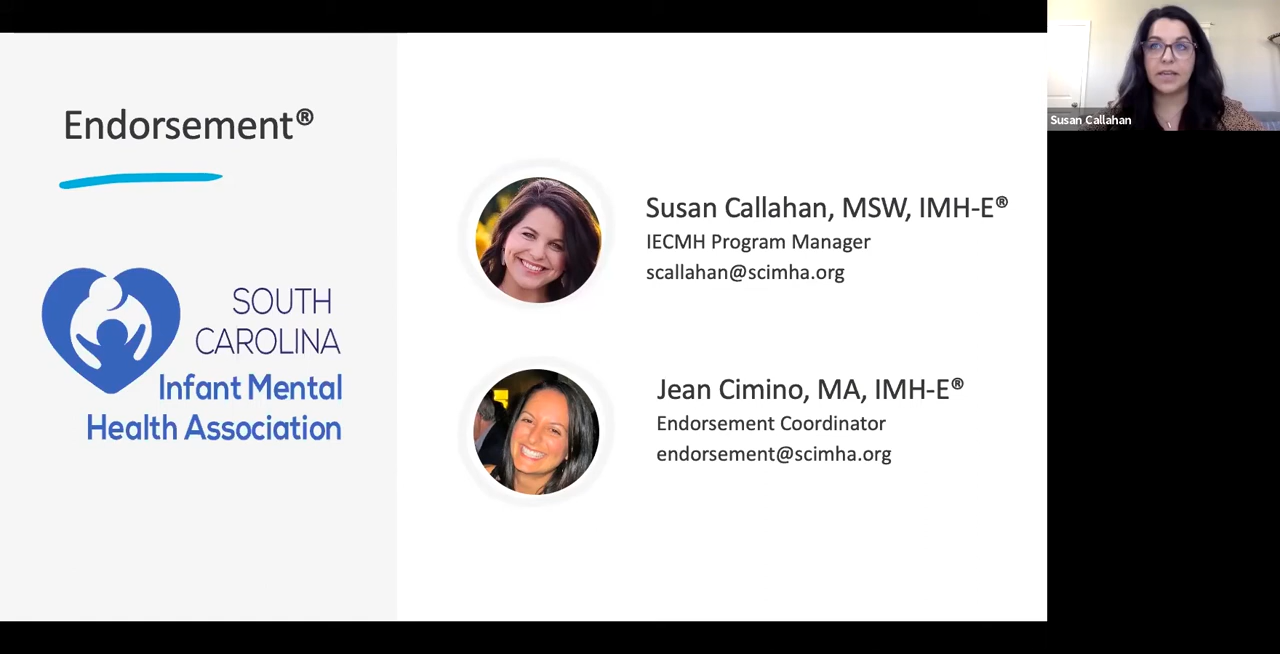 Endorsement®
SOUTH
CAROLINA
Infant Mental
Health Association
Susan Callahan, MSW, IMH-E®
IECMH Program Manager
scallahan@scimha.org
Jean Cimino, MA, IMH-E®
Endorsement Coordinator
endorsement@scimha.org
Susan Callahan